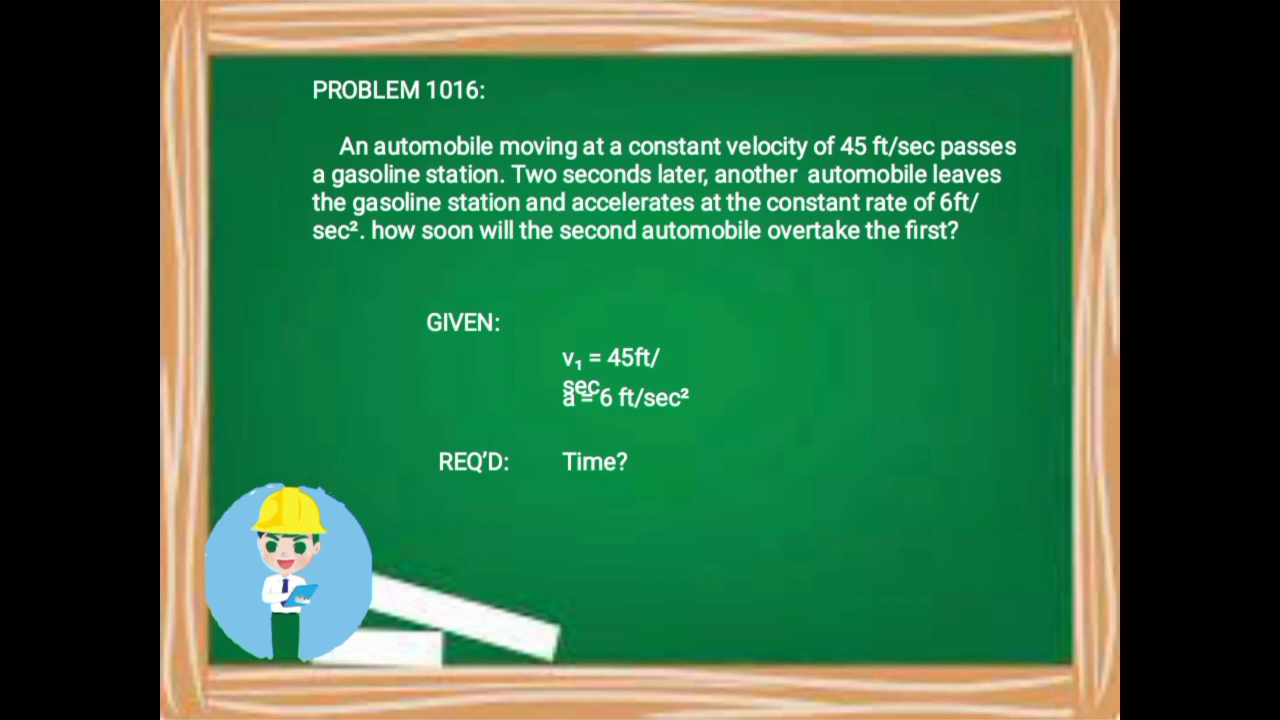 PROBLEM 1016:
An automobile moving at a constant velocity of 45 ft/sec passes
a gasoline station. Two seconds later, another automobile leaves
the gasoline station and accelerates at the constant rate of 6ft/
sec². how soon will the second automobile overtake the first?
GIVEN:
v₁ = 45ft/
sec
a = 6 ft/sec²
REQ’D: Time?